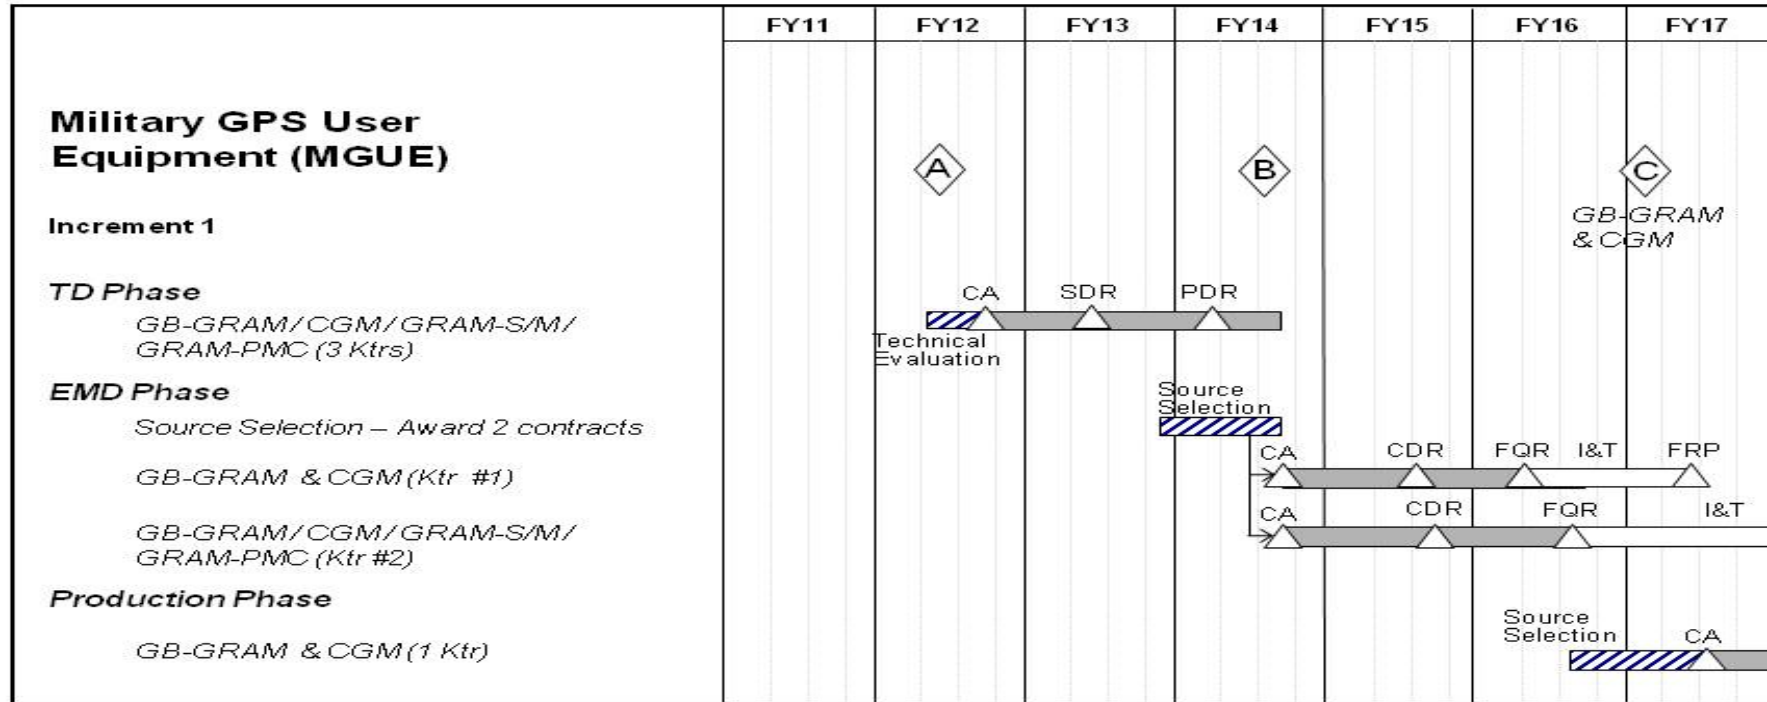 FY11 FY12 FY13 FY14 FY15 FY16 FY17
Military GPS User
Equipment (MGUE)
A B C
Increment 1
GB-GRAM
& CGM
TD Phase
CA SDR PDR
GB-GRAM/CGM/GRAM-S/M/
GRAM-PMC (3 Ktrs)
Technical
Evaluation
EMD Phase
Source
Selection
Source Selection – Award 2 contracts
CA CDR FQR I&T FRP
GB-GRAM & CGM (Ktr #1)
CA CDR FQR I&T
GB-GRAM/CGM/GRAM-S/M/
GRAM-PMC (Ktr #2)
Production Phase
Source
Selection CA
GB-GRAM & CGM (1 Ktr)